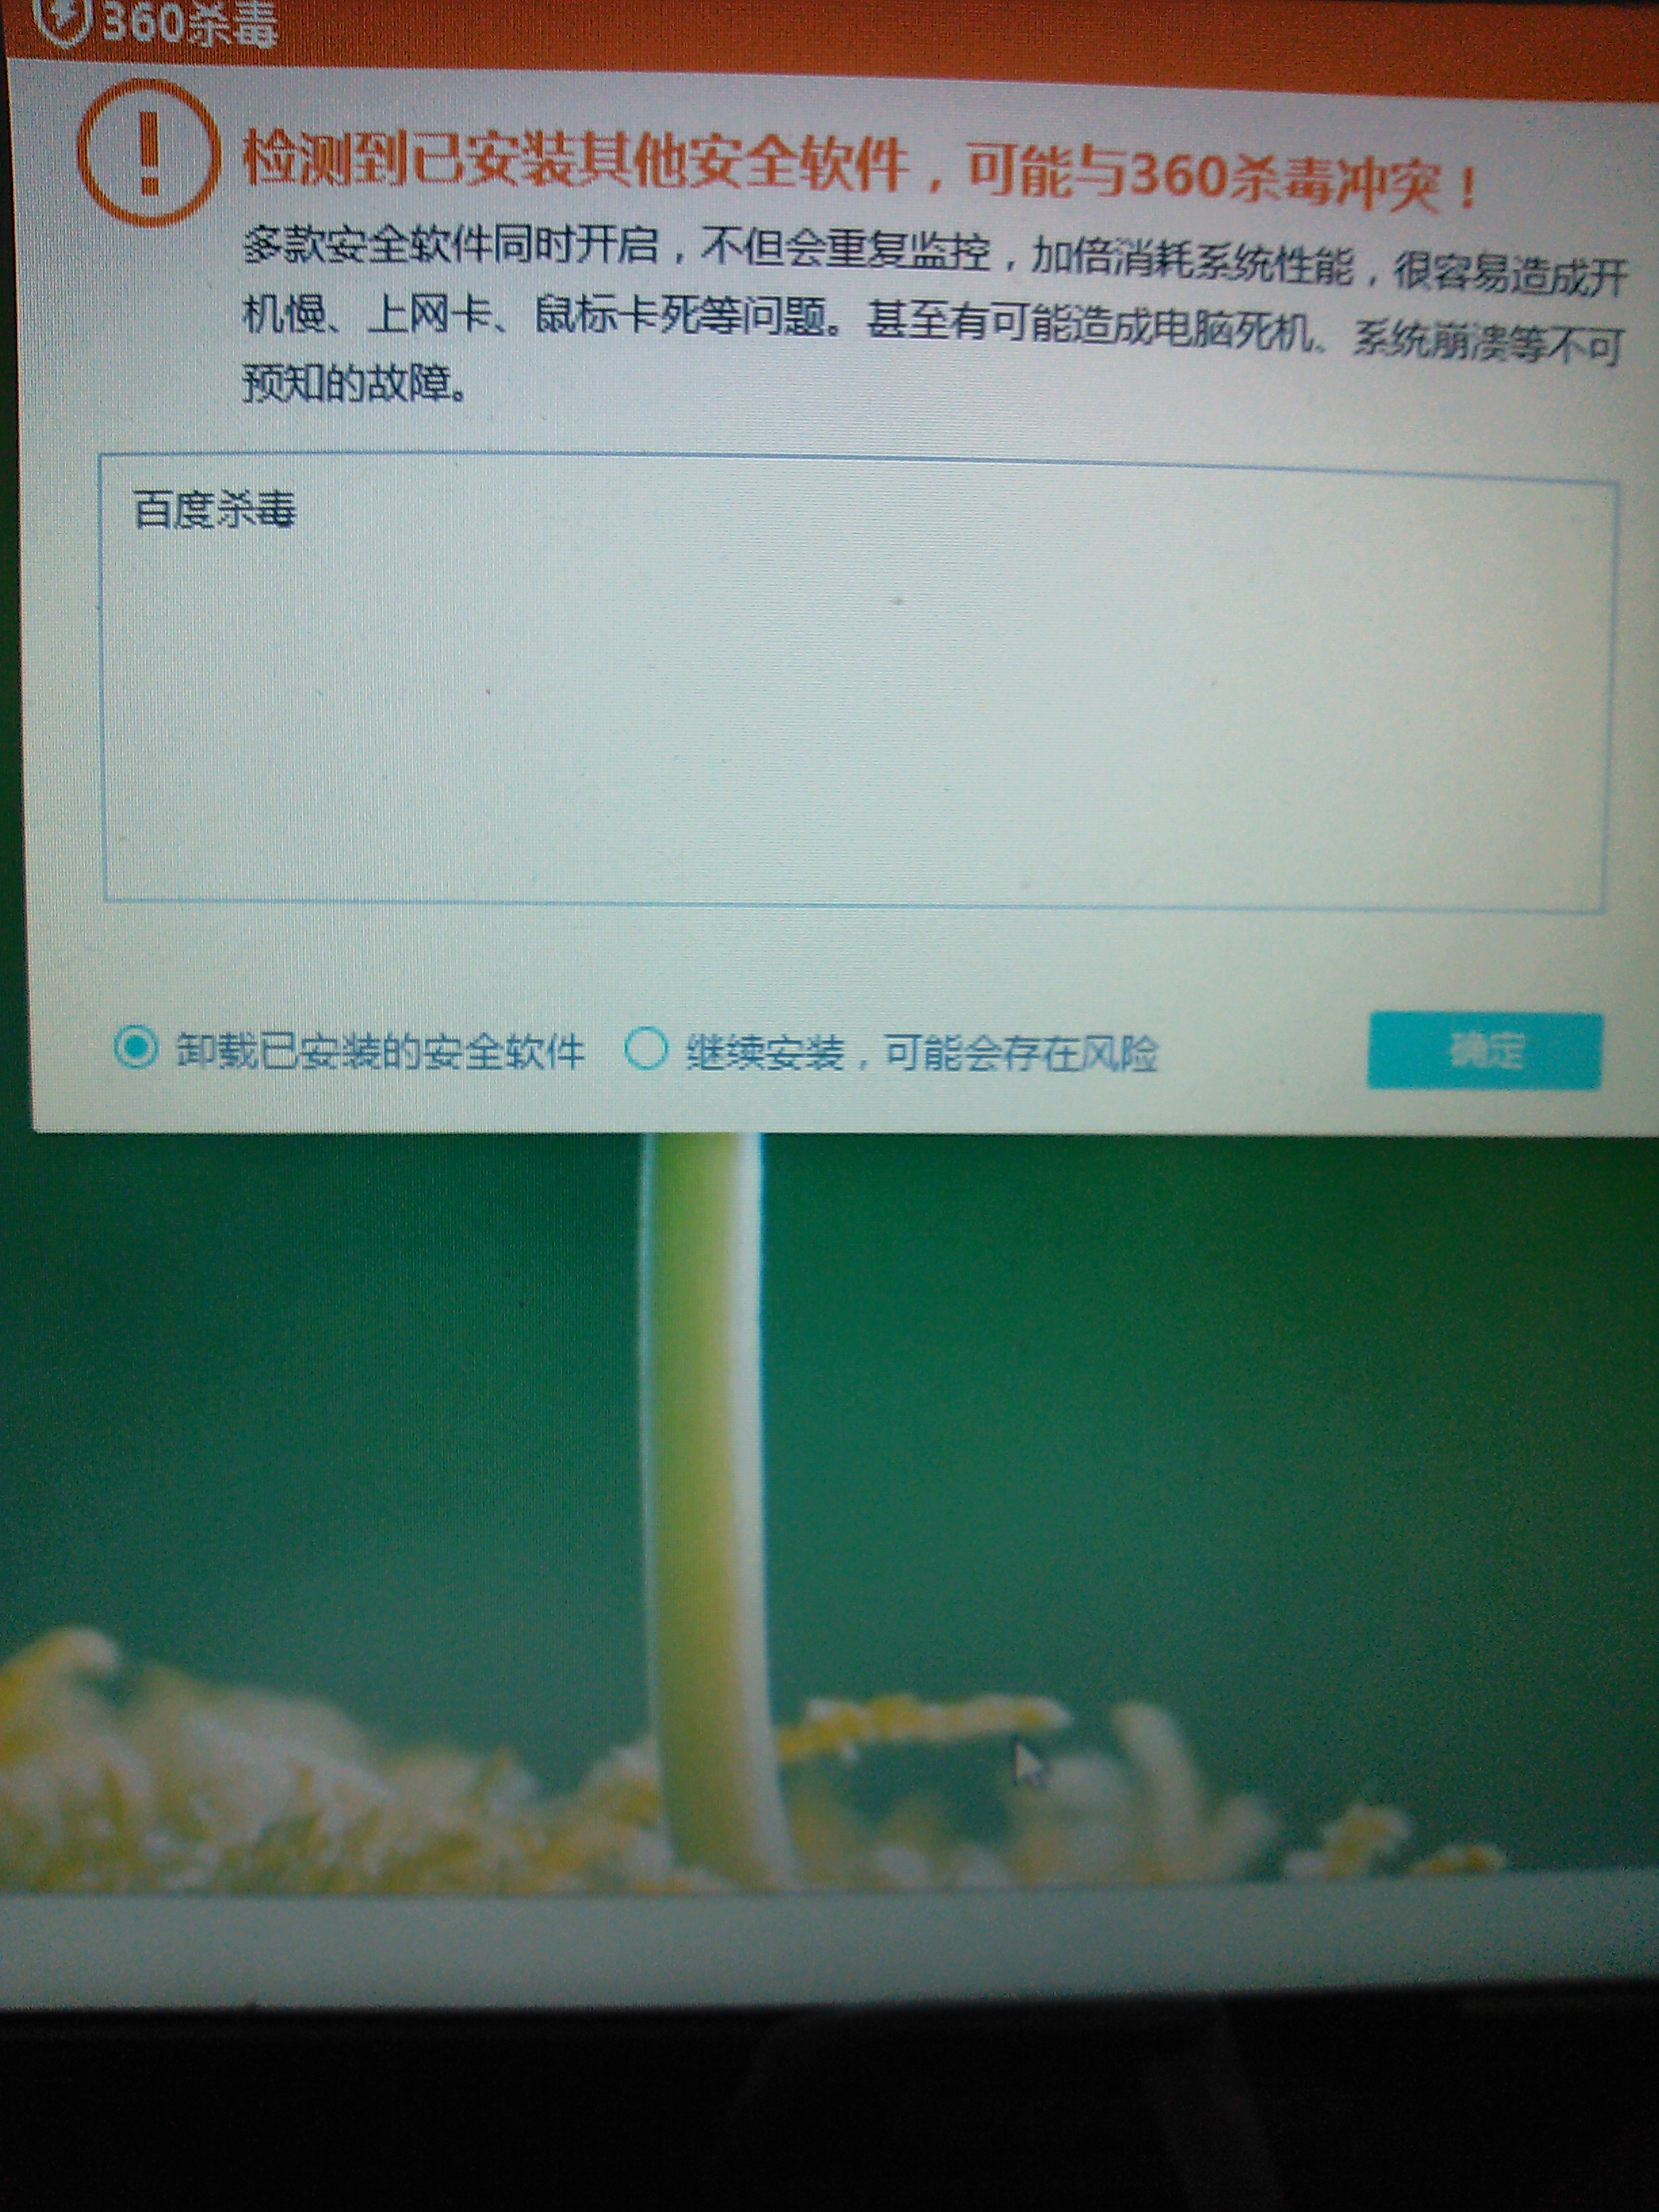 360杀毒
检测到已安装其他安全软件，可能与360杀毒冲突！
多款安全软件同时开启，不但会重复监控，加倍消耗系统性能，很容易造成开
机慢、上网卡、鼠标卡死等问题。甚至有可能造成电脑死机、系统崩溃等不可
预知的故障。
百度杀毒
卸载已安装的安全软件 继续安装，可能会存在风险 确定